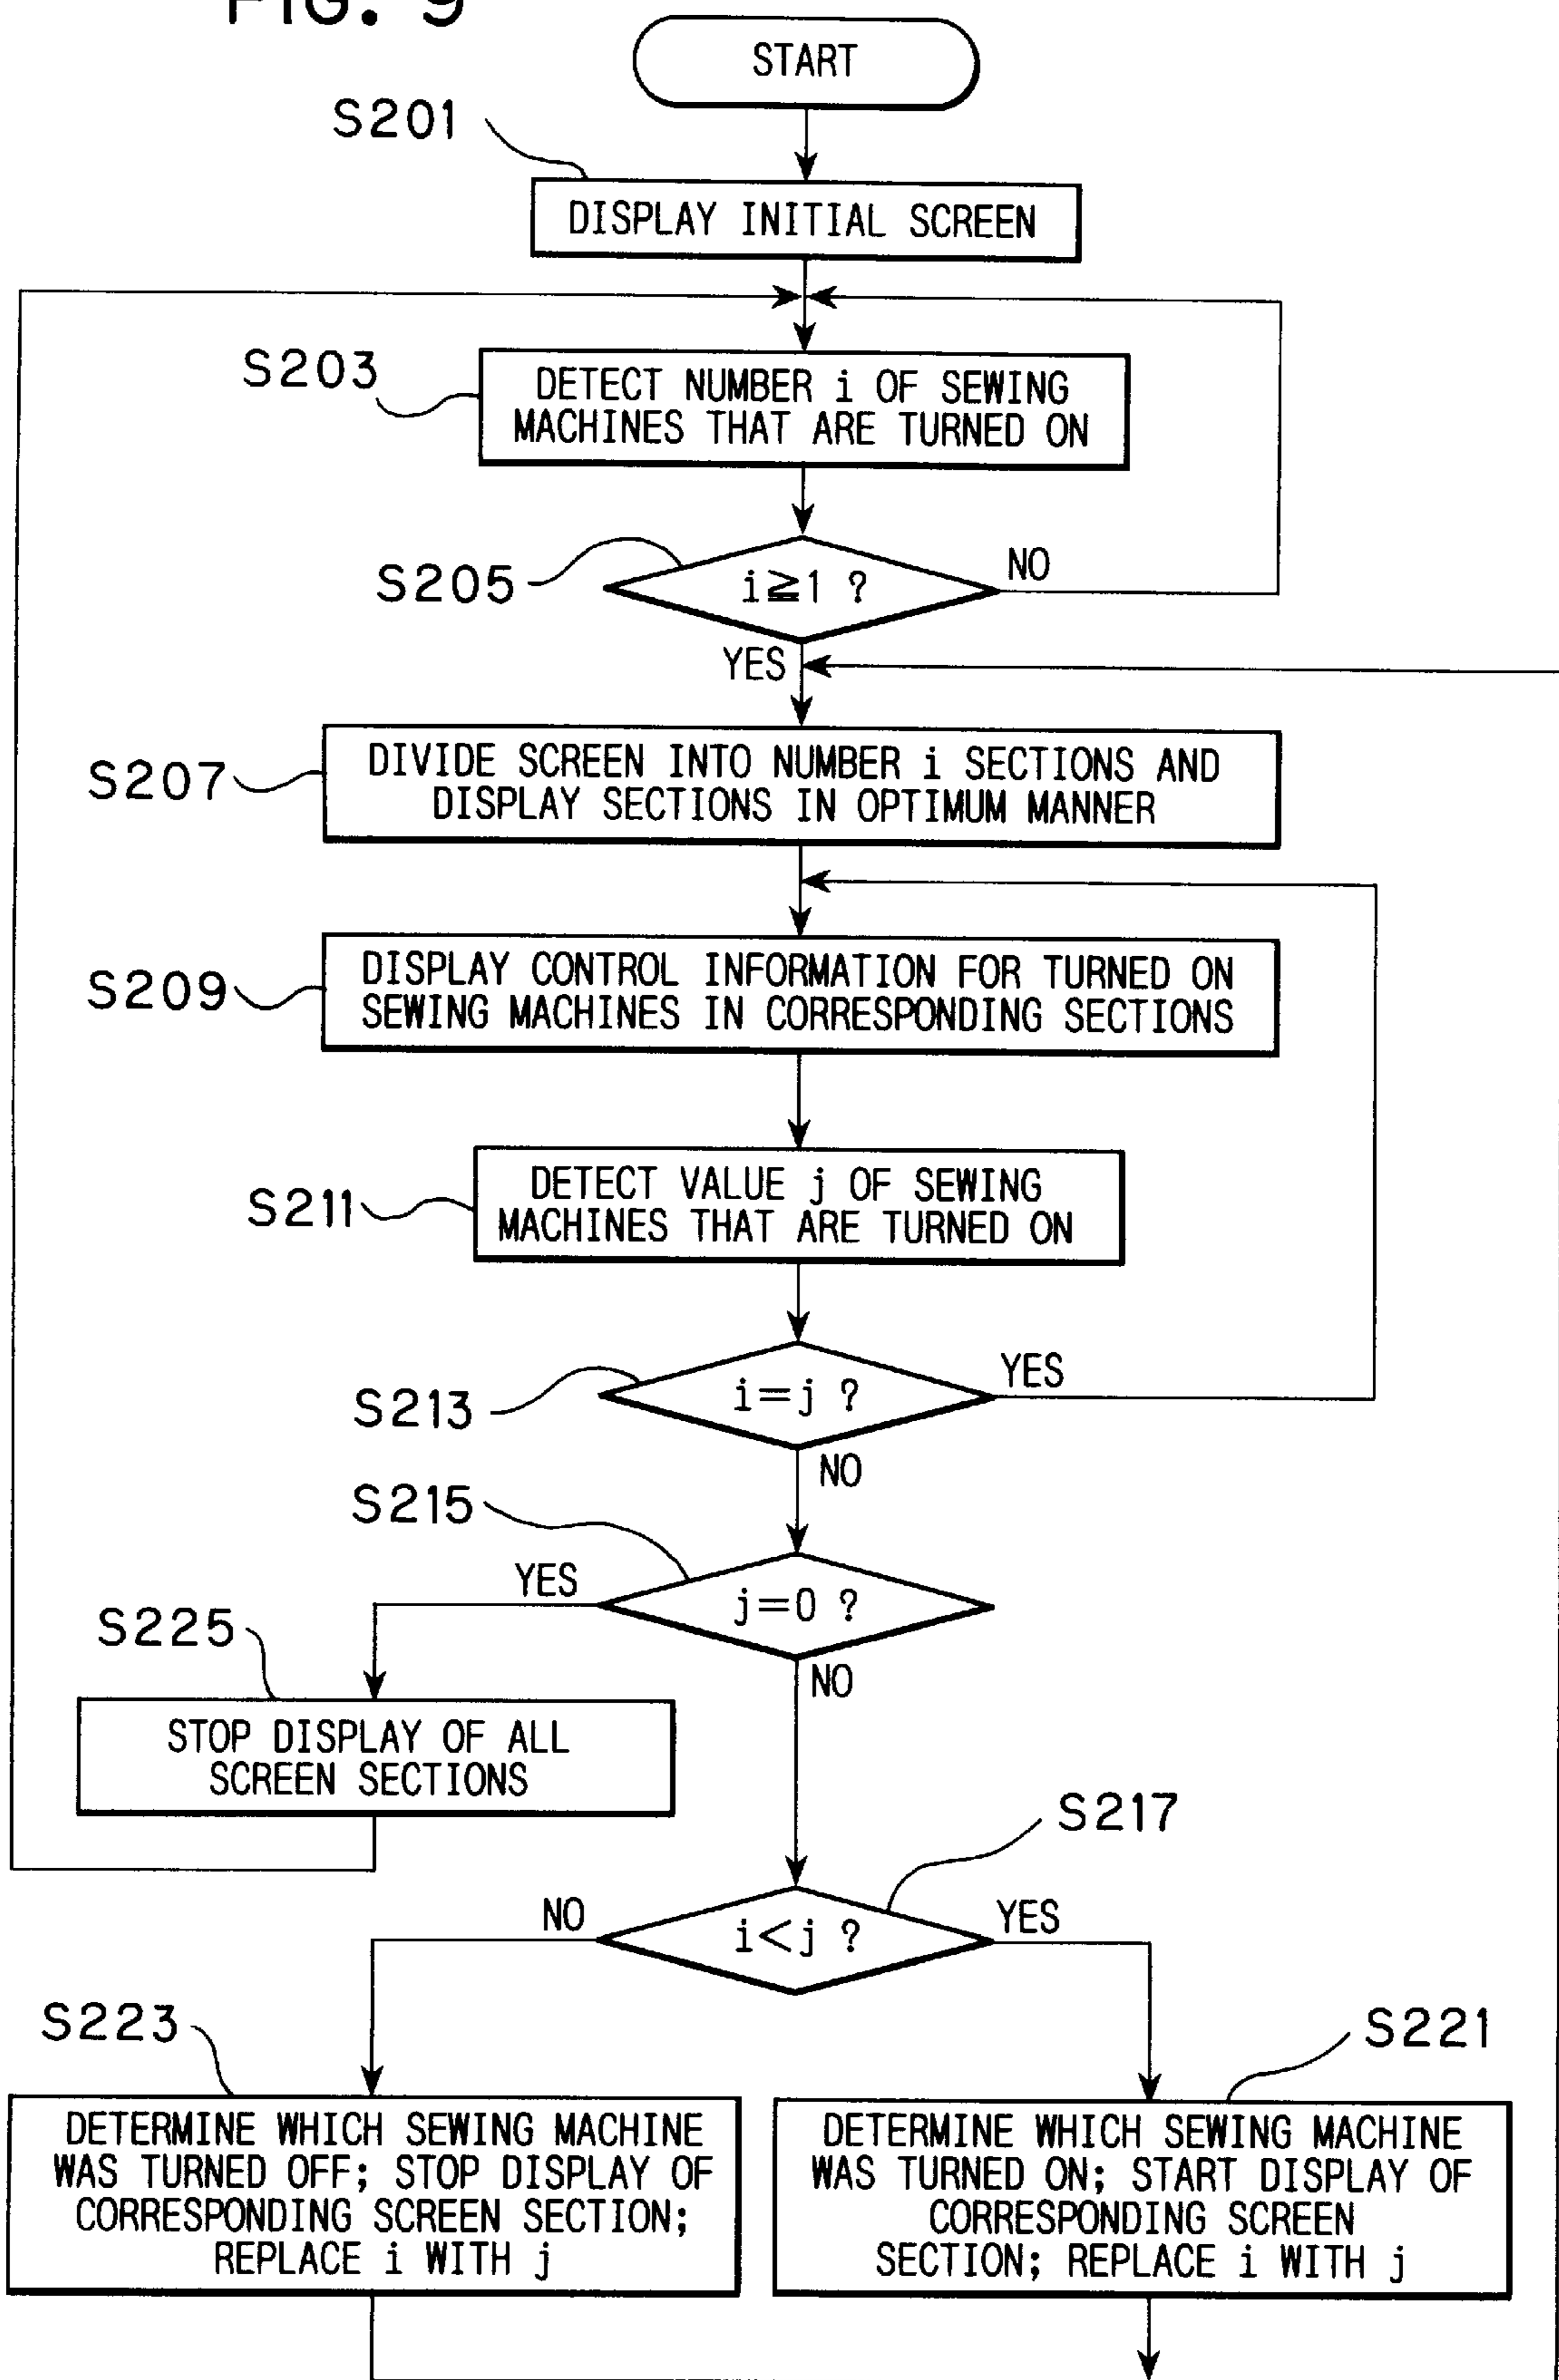 FIG. 9
START
S201
DISPLAY INITIAL SCREEN
S203
DETECT NUMBER i OF SEWING
MACHINES THAT ARE TURNED ON
S205
i≧1 ?
NO
YES
S207
DIVIDE SCREEN INTO NUMBER i SECTIONS AND
DISPLAY SECTIONS IN OPTIMUM MANNER
S209
DISPLAY CONTROL INFORMATION FOR TURNED ON
SEWING MACHINES IN CORRESPONDING SECTIONS
S211
DETECT VALUE j OF SEWING
MACHINES THAT ARE TURNED ON
S213
i=j ?
YES
NO
S215
j=0 ?
YES
NO
S225
STOP DISPLAY OF ALL
SCREEN SECTIONS
S217
i<j ?
NO
YES
S223
DETERMINE WHICH SEWING MACHINE
WAS TURNED OFF; STOP DISPLAY OF
CORRESPONDING SCREEN SECTION;
REPLACE i WITH j
S221
DETERMINE WHICH SEWING MACHINE
WAS TURNED ON; START DISPLAY OF
CORRESPONDING SCREEN
SECTION; REPLACE i WITH j